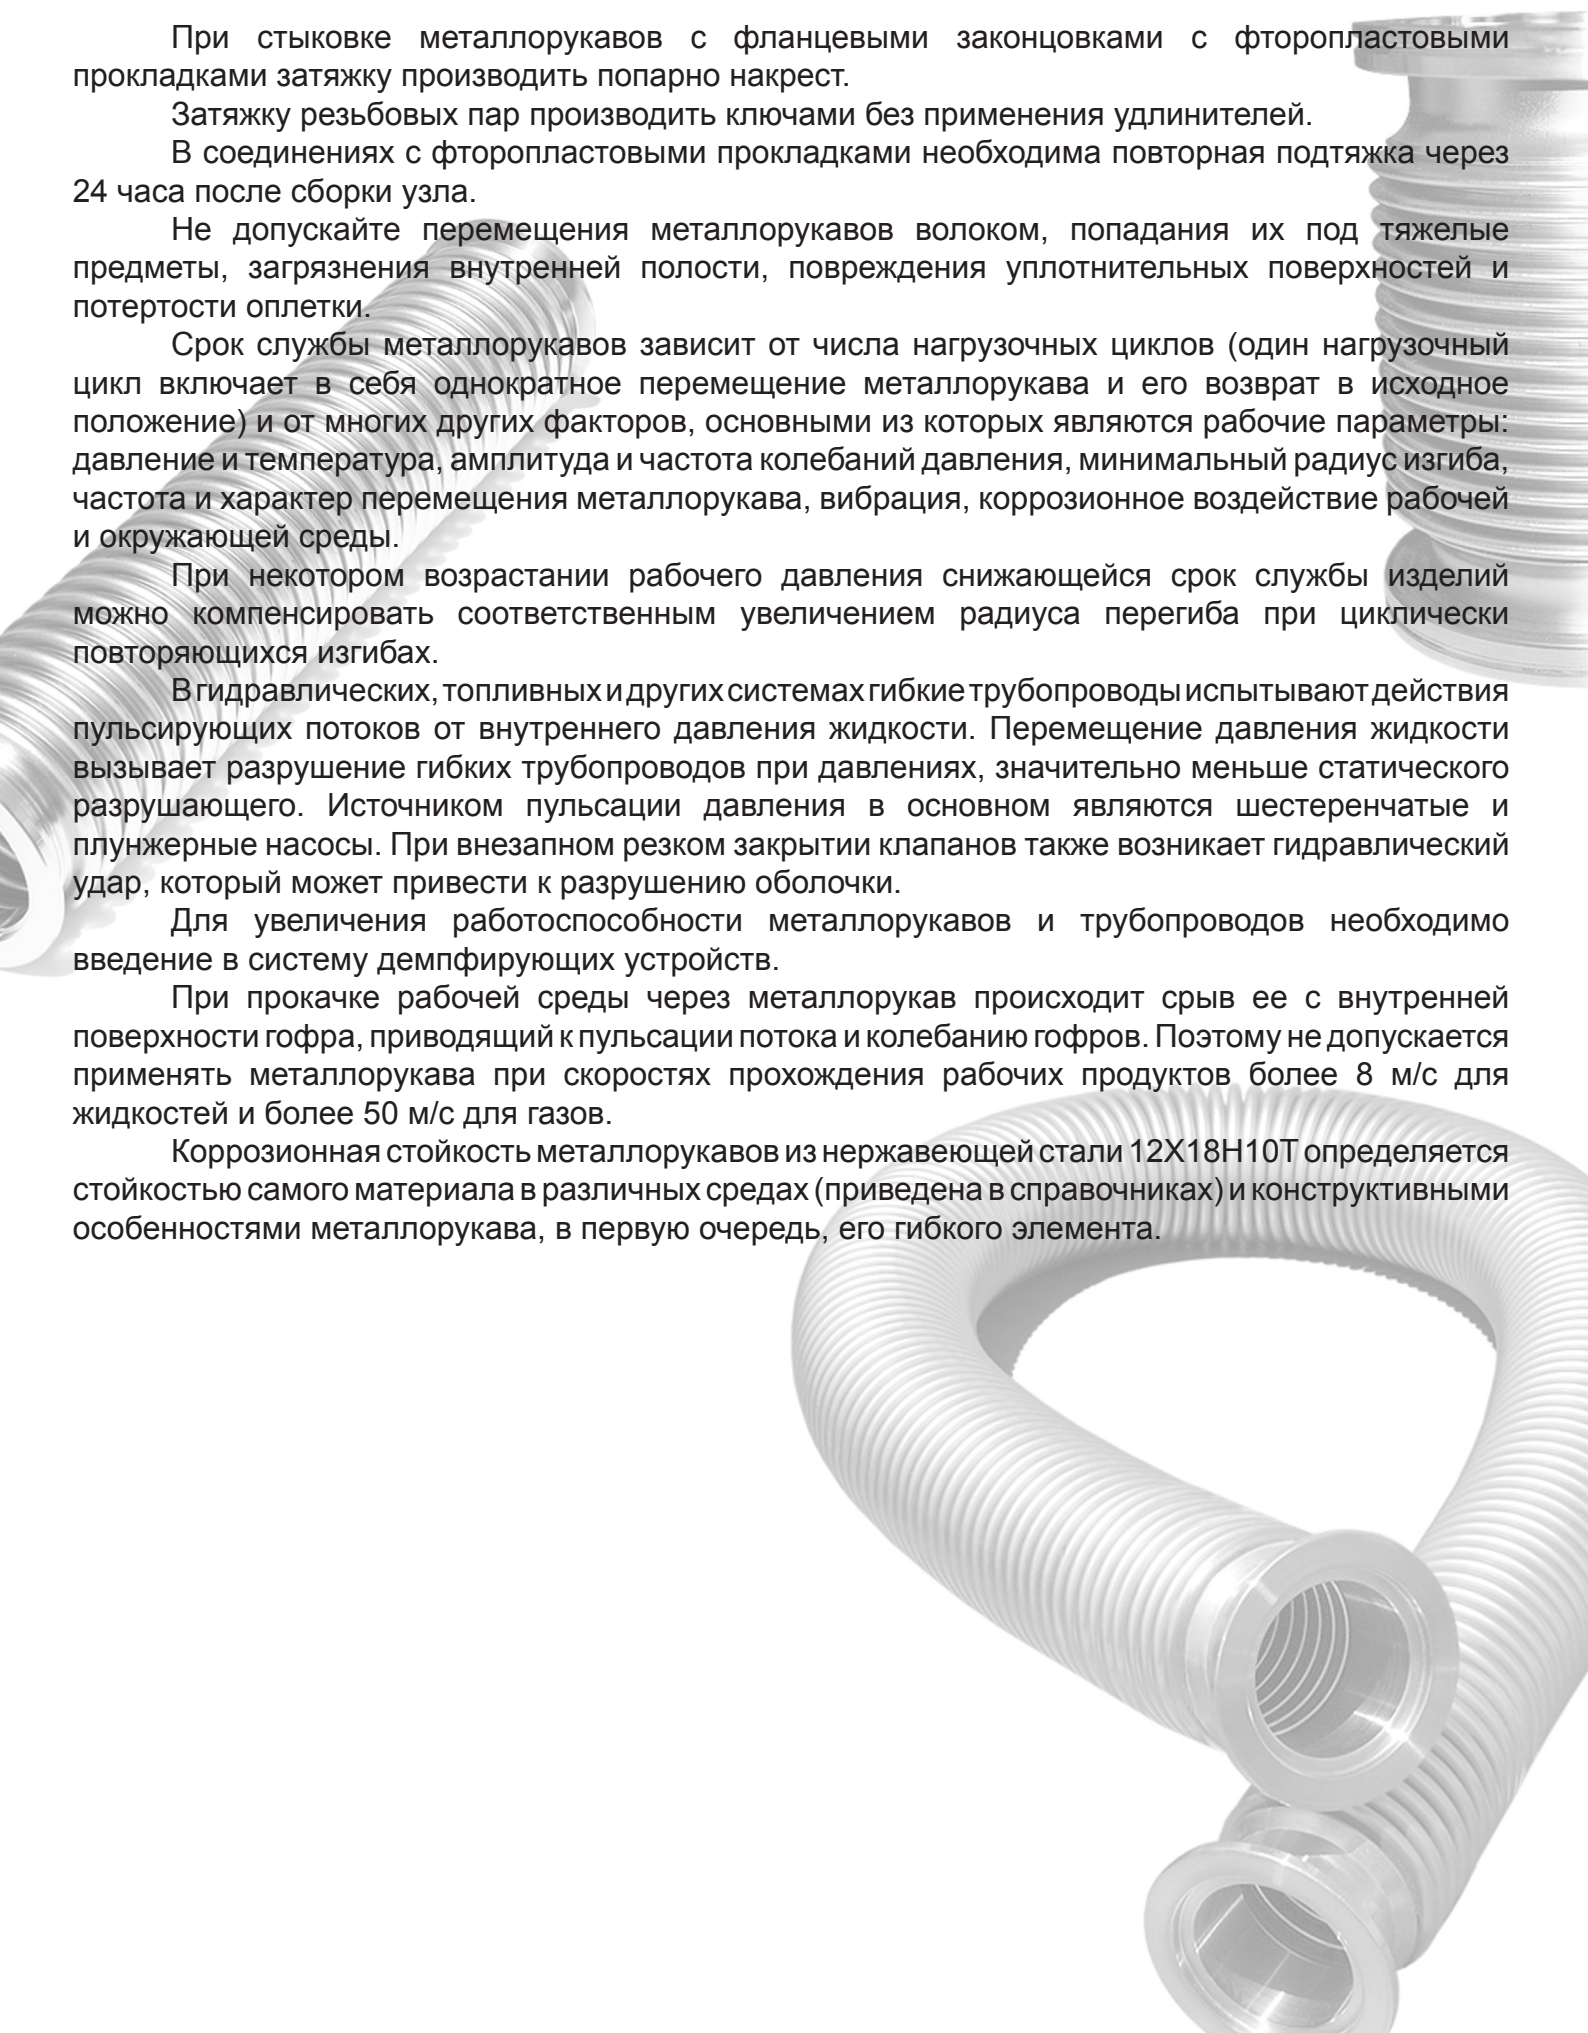 При стыковке металлорукавов с фланцевыми законцовками с фторопластовыми
прокладками затяжку производить попарно накрест.
Затяжку резьбовых пар производить ключами без применения удлинителей.
В соединениях с фторопластовыми прокладками необходима повторная подтяжка через
24 часа после сборки узла.
Не допускайте перемещения металлорукавов волоком, попадания их под тяжелые
предметы, загрязнения внутренней полости, повреждения уплотнительных поверхностей и
потертости оплетки.
Срок службы металлорукавов зависит от числа нагрузочных циклов (один нагрузочный
цикл включает в себя однократное перемещение металлорукава и его возврат в исходное
положение) и от многих других факторов, основными из которых являются рабочие параметры:
давление и температура, амплитуда и частота колебаний давления, минимальный радиус изгиба,
частота и характер перемещения металлорукава, вибрация, коррозионное воздействие рабочей
и окружающей среды.
При некотором возрастании рабочего давления снижающейся срок службы изделий
можно компенсировать соответственным увеличением радиуса перегиба при циклически
повторяющихся изгибах.
В гидравлических, топливных и других системах гибкие трубопроводы испытывают действия
пульсирующих потоков от внутреннего давления жидкости. Перемещение давления жидкости
вызывает разрушение гибких трубопроводов при давлениях, значительно меньше статического
разрушающего. Источником пульсации давления в основном являются шестеренчатые и
плунжерные насосы. При внезапном резком закрытии клапанов также возникает гидравлический
удар, который может привести к разрушению оболочки.
Для увеличения работоспособности металлорукавов и трубопроводов необходимо
введение в систему демпфирующих устройств.
При прокачке рабочей среды через металлорукав происходит срыв ее с внутренней
поверхности гофра, приводящий к пульсации потока и колебанию гофров. Поэтому не допускается
применять металлорукава при скоростях прохождения рабочих продуктов более 8 м/с для
жидкостей и более 50 м/с для газов.
Коррозионная стойкость металлорукавов из нержавеющей стали 12Х18Н10Т определяется
стойкостью самого материала в различных средах (приведена в справочниках) и конструктивными
особенностями металлорукава, в первую очередь, его гибкого элемента.